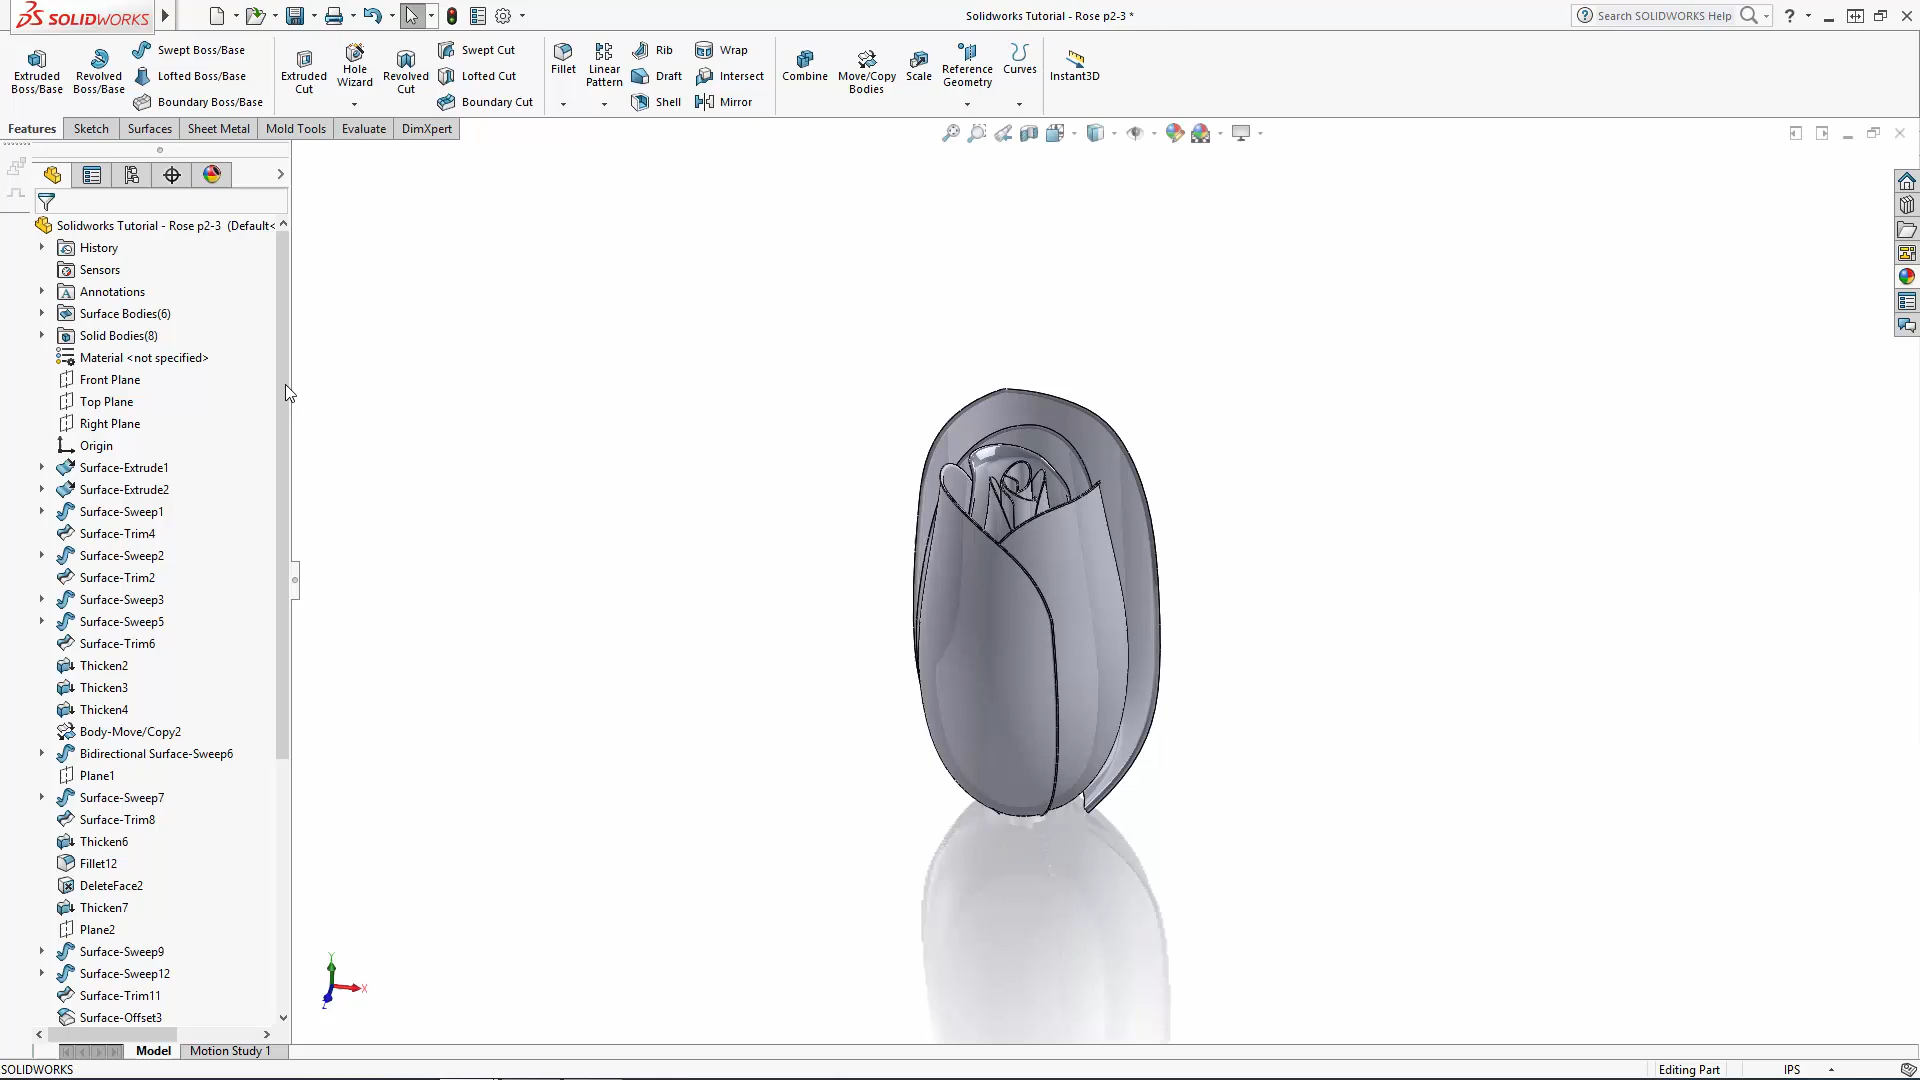 SOLIDWORKS
Solidworks Tutorial - Rose p2-3 *
Search SOLIDWORKS Help
Extruded Boss/Base
Revolved Boss/Base
Swept Boss/Base
Lofted Boss/Base
Boundary Boss/Base
Extruded Cut
Hole Wizard
Revolved Cut
Swept Cut
Lofted Cut
Boundary Cut
Fillet
Linear Pattern
Rib
Draft
Shell
Wrap
Intersect
Mirror
Combine
Move/Copy Bodies
Scale
Reference Geometry
Curves
Instant3D
Features
Sketch
Surfaces
Sheet Metal
Mold Tools
Evaluate
DimXpert
Solidworks Tutorial - Rose p2-3 (Default<
History
Sensors
Annotations
Surface Bodies(6)
Solid Bodies(8)
Material <not specified>
Front Plane
Top Plane
Right Plane
Origin
Surface-Extrude1
Surface-Extrude2
Surface-Sweep1
Surface-Trim4
Surface-Sweep2
Surface-Trim2
Surface-Sweep3
Surface-Sweep5
Surface-Trim6
Thicken2
Thicken3
Thicken4
Body-Move/Copy2
Bidirectional Surface-Sweep6
Plane1
Surface-Sweep7
Surface-Trim8
Thicken6
Fillet12
DeleteFace2
Thicken7
Plane2
Surface-Sweep9
Surface-Sweep12
Surface-Trim11
Surface-Offset3
Y
X
Z
Model
Motion Study 1
SOLIDWORKS
Editing Part
IPS